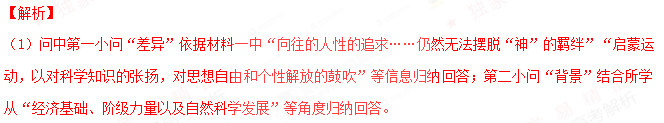 【解析】
（1）问中第一小问“差异”依据材料一中“向往的人性的追求……仍然无法摆脱“神”的羁绊”“启蒙运
动，以对科学知识的张扬，对思想自由和个性解放的鼓吹”等信息归纳回答；第二小问“背景”结合所学
从“经济基础、阶级力量以及自然科学发展”等角度归纳回答。